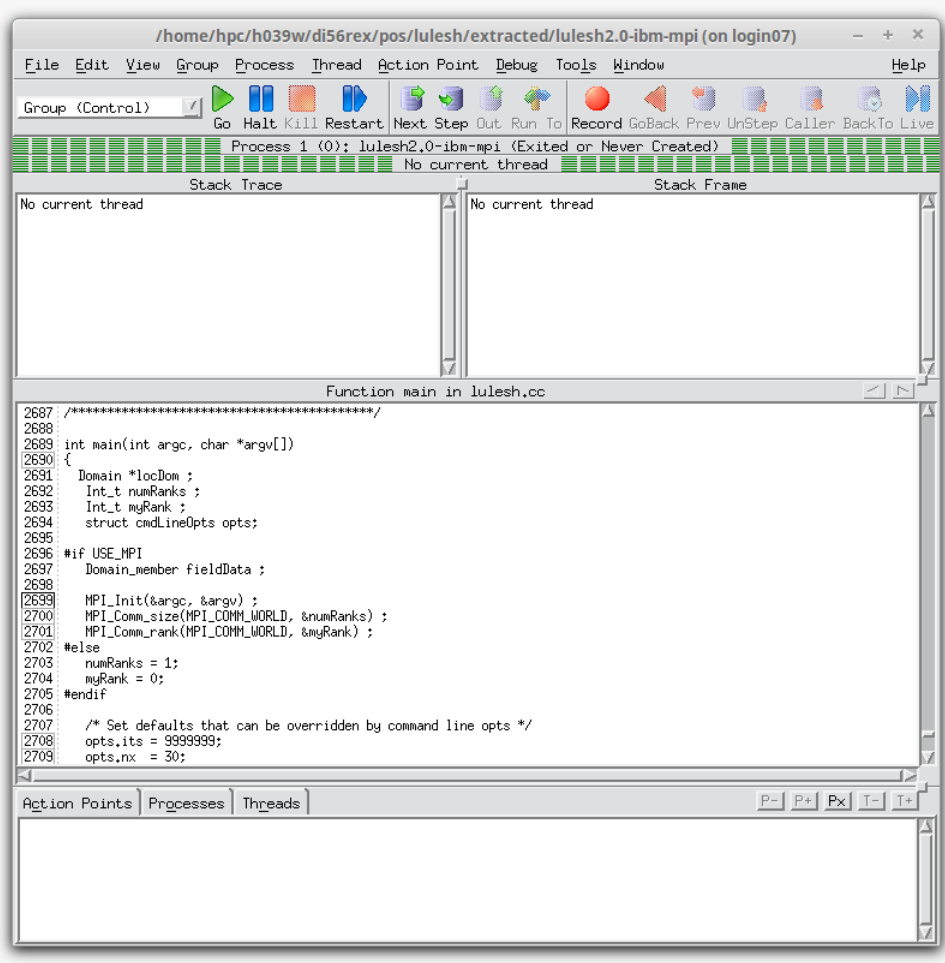 /home/hpc/h039w/di56rex/pos/lulesh/extracted/lulesh2.0-ibm-mpi (on login07)
File Edit View Group Process Thread Action Point Debug Tools Window Help
Group (Control)
Go Halt Kill Restart Next Step Out Run To Record GoBack Prev UnStep Caller BackTo Live
Process 1 (0): lulesh2.0-ibm-mpi (Exited or Never Created)
No current thread
Stack Trace Stack Frame
No current thread No current thread
Function main in lulesh.cc
2687 /******************************************/
2688
2689 int main(int argc, char *argv[])
2690 {
2691 Domain *locDom ;
2692 Int_t numRanks ;
2693 Int_t myRank ;
2694 struct cmdLineOpts opts;
2695
2696 #if USE_MPI
2697 Domain_member fieldData ;
2698
2699 MPI_Init(&argc, &argv) ;
2700 MPI_Comm_size(MPI_COMM_WORLD, &numRanks) ;
2701 MPI_Comm_rank(MPI_COMM_WORLD, &myRank) ;
2702 #else
2703 numRanks = 1;
2704 myRank = 0;
2705 #endif
2706
2707 /* Set defaults that can be overridden by command line opts */
2708 opts.its = 9999999;
2709 opts.nx = 30;
Action Points Processes Threads P- P+ Px T- T+